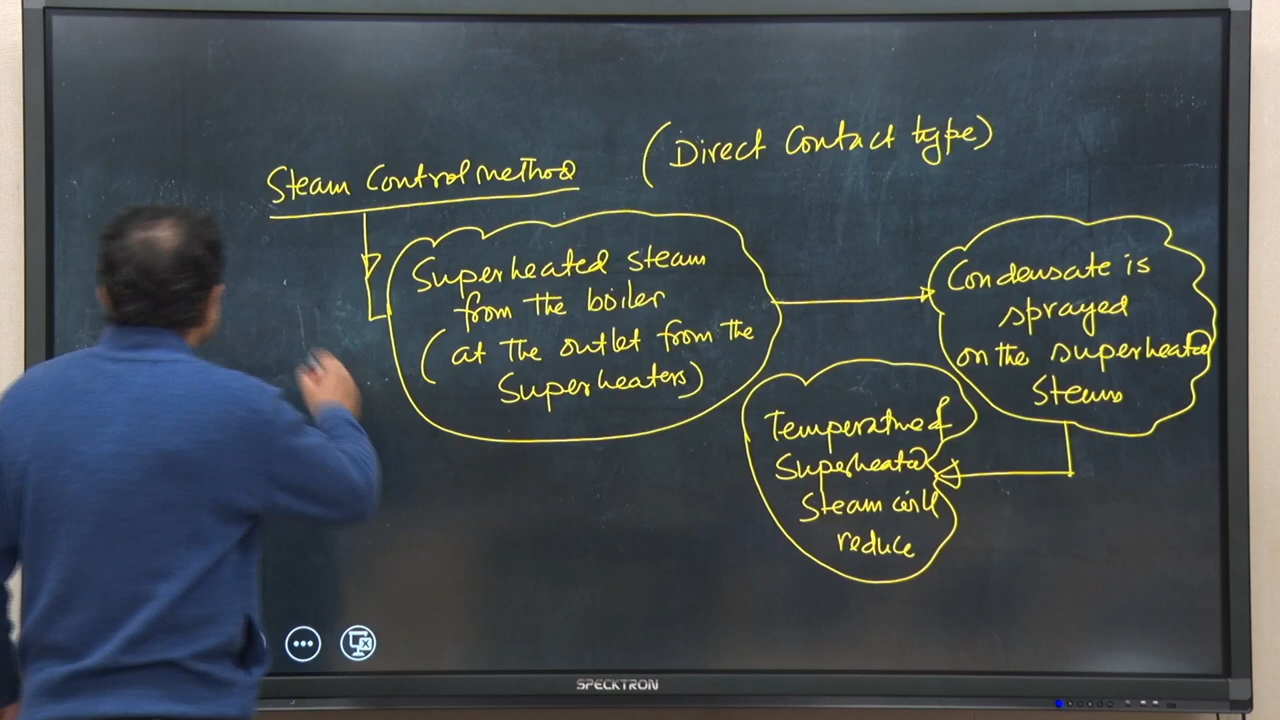 Steam Control method
(Direct Contact type)
Superheated steam
from the boiler
(at the outlet from the
Superheaters)
Condensate is
sprayed
on the superheated
Steam
Temperature of
Superheated
Steam will
reduce
SPECKTRON